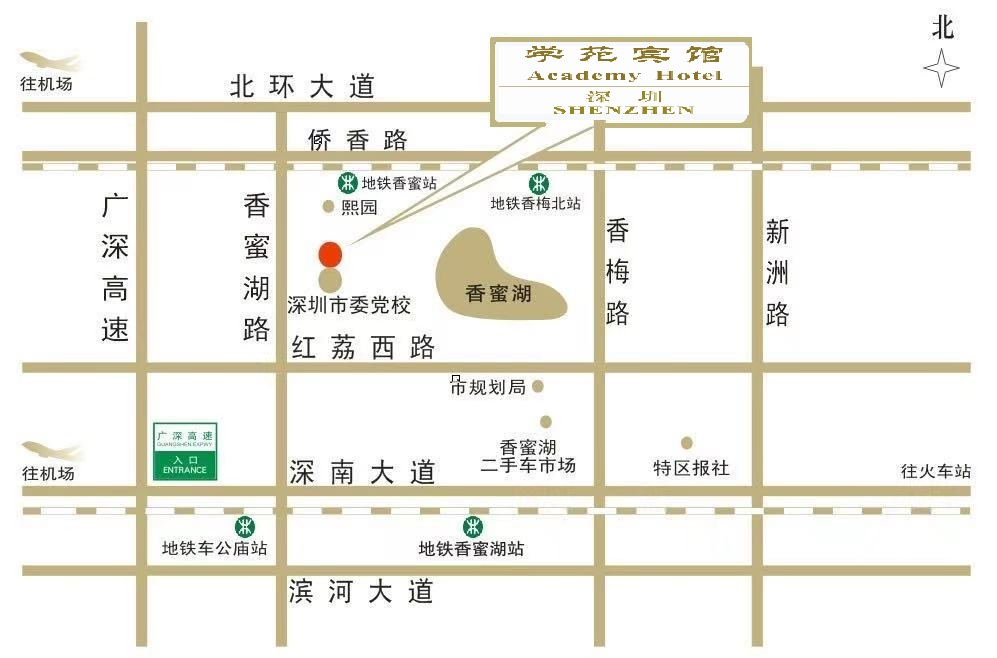 北
学苑宾馆
Academy Hotel
深圳
SHENZHEN
往机场
北环大道
侨香路
地铁香蜜站
地铁香梅北站
熙园
广深高速
香蜜湖路
香梅路
新洲路
香蜜湖
深圳市委党校
红荔西路
市规划局
香蜜湖
二手车市场
特区报社
广深高速
GUANGSHEN EXPWY
入口
ENTRANCE
往机场
深南大道
往火车站
地铁车公庙站
地铁香蜜湖站
滨河大道